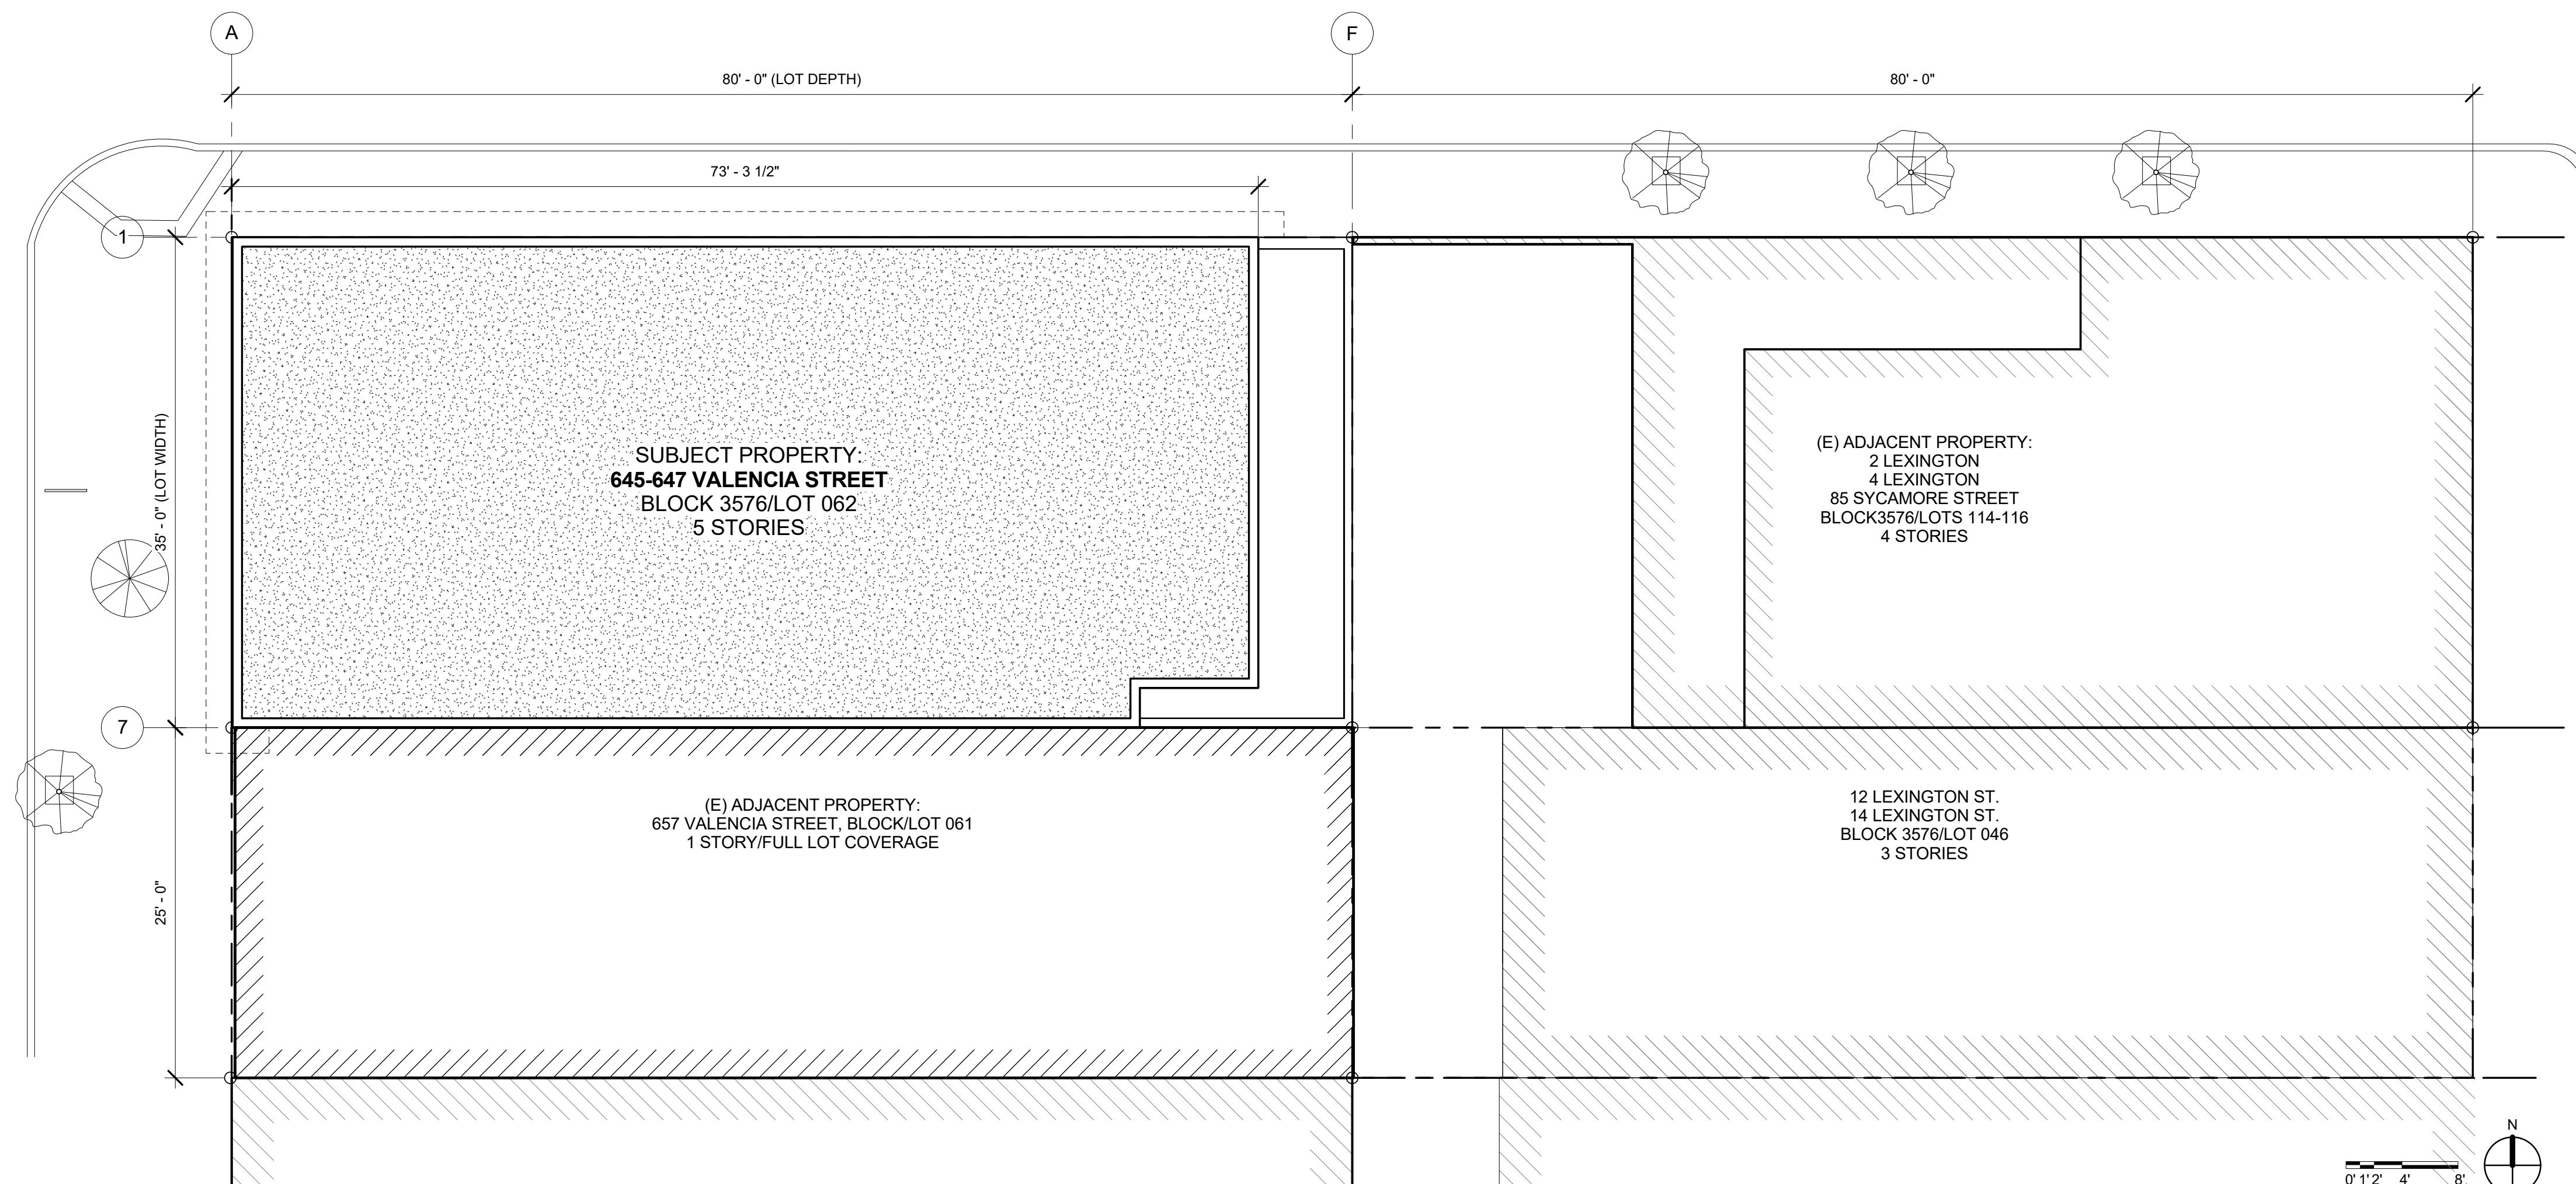 A
F
80' - 0" (LOT DEPTH)
80' - 0"
73' - 3 1/2"
1
35' - 0" (LOT WIDTH)
SUBJECT PROPERTY:
645-647 VALENCIA STREET
BLOCK 3576/LOT 062
5 STORIES
(E) ADJACENT PROPERTY:
2 LEXINGTON
4 LEXINGTON
85 SYCAMORE STREET
BLOCK3576/LOTS 114-116
4 STORIES
7
25' - 0"
(E) ADJACENT PROPERTY:
657 VALENCIA STREET, BLOCK/LOT 061
1 STORY/FULL LOT COVERAGE
12 LEXINGTON ST.
14 LEXINGTON ST.
BLOCK 3576/LOT 046
3 STORIES
N
0' 1' 2' 4' 8'